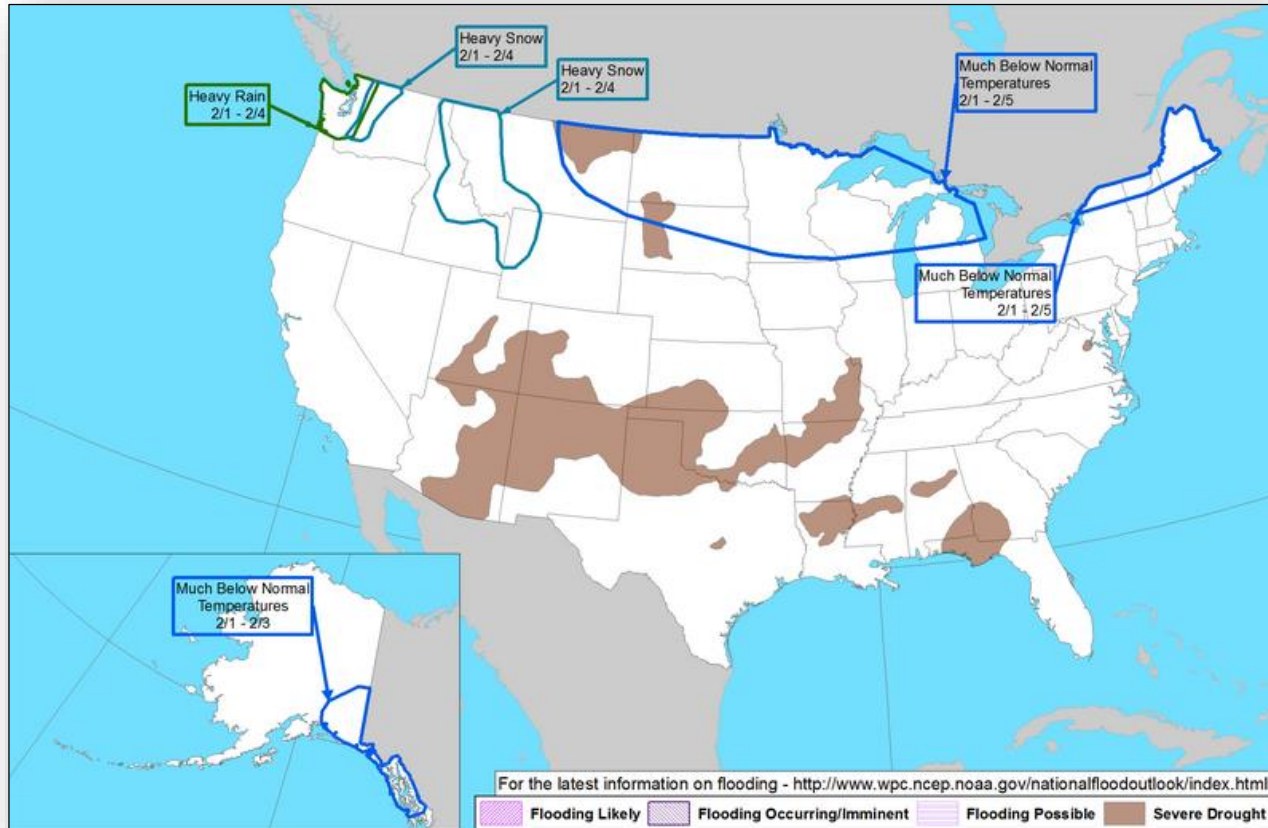 Heavy Snow
2/1 - 2/4
Heavy Snow
2/1 - 2/4
Heavy Rain
2/1 - 2/4
Much Below Normal
Temperatures
2/1 - 2/5
Much Below Normal
Temperatures
2/1 - 2/5
Much Below Normal
Temperatures
2/1 - 2/3
For the latest information on flooding - http://www.wpc.ncep.noaa.gov/nationalfloodoutlook/index.html
Flooding Likely Flooding Occurring/Imminent Flooding Possible Severe Drought